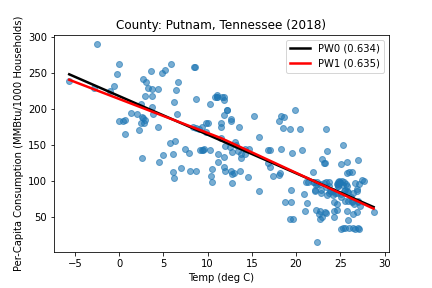 County: Putnam, Tennessee (2018)
PW0 (0.634)
PW1 (0.635)
Per-Capita Consumption (MMBtu/1000 Households)
300
250
200
150
100
50
−5 0 5 10 15 20 25 30
Temp (deg C)